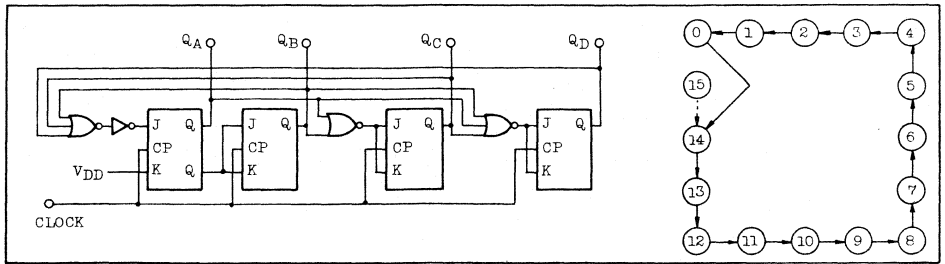 QA QB QC QD
J Q J Q J Q J Q
CP CP CP CP
VDD K Q K K K
CLOCK
0 1 2 3 4
15 5
14 6
13 7
12 11 10 9 8